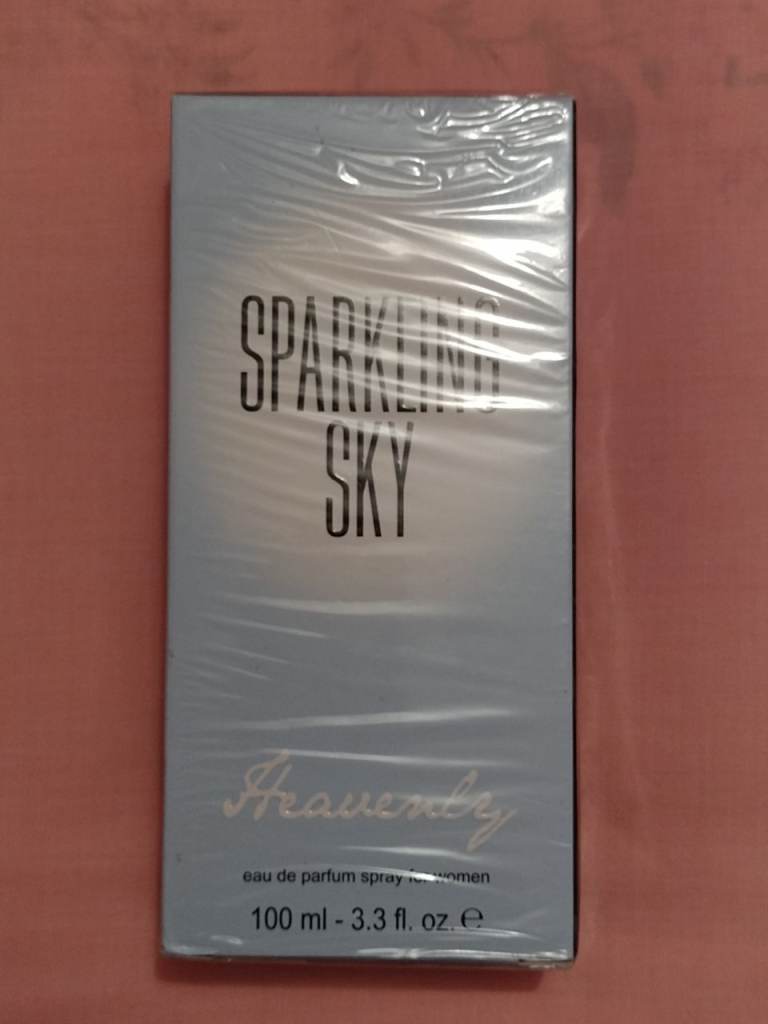 SPARKLING
SKY
Heavenly
eau de parfum spray for women
100 ml - 3.3 fl. oz. ℮